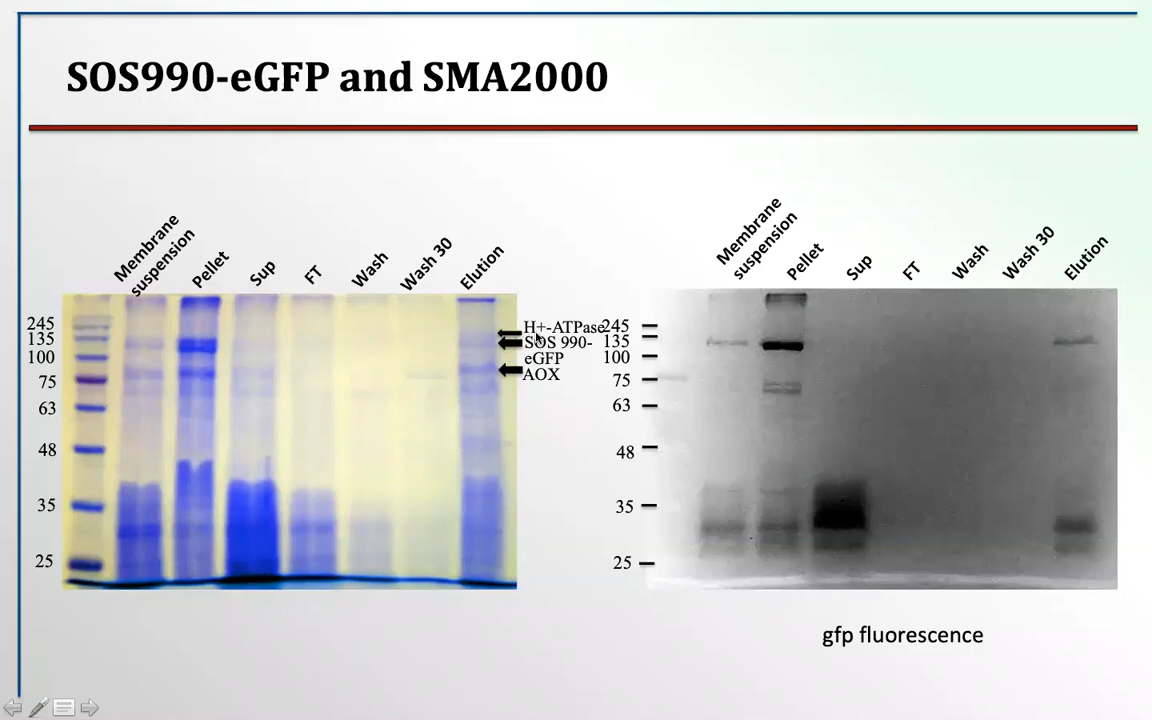 SOS990-eGFP and SMA2000
Membrane
suspension
Pellet
Sup
FT
Wash
Wash 30
Elution
245
135
100
75
63
48
35
25
H+-ATPase
SOS 990-
eGFP
AOX
Membrane
suspension
Pellet
Sup
FT
Wash
Wash 30
Elution
245
135
100
75
63
48
35
25
gfp fluorescence